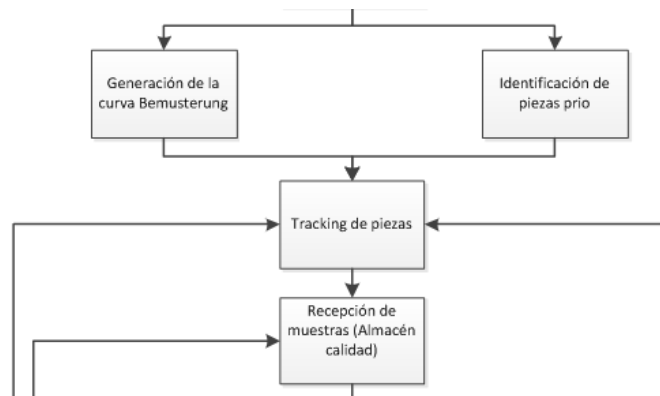 Generación de la
curva Bemusterung
Identificación de
piezas prio
Tracking de piezas
Recepción de
muestras (Almacén
calidad)